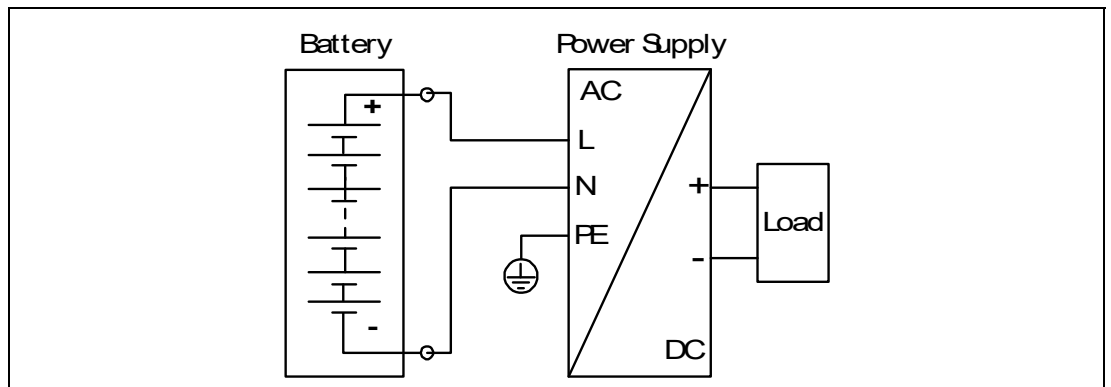 Battery
Power Supply
+
AC
L
N
PE
+
-
Load
-
DC